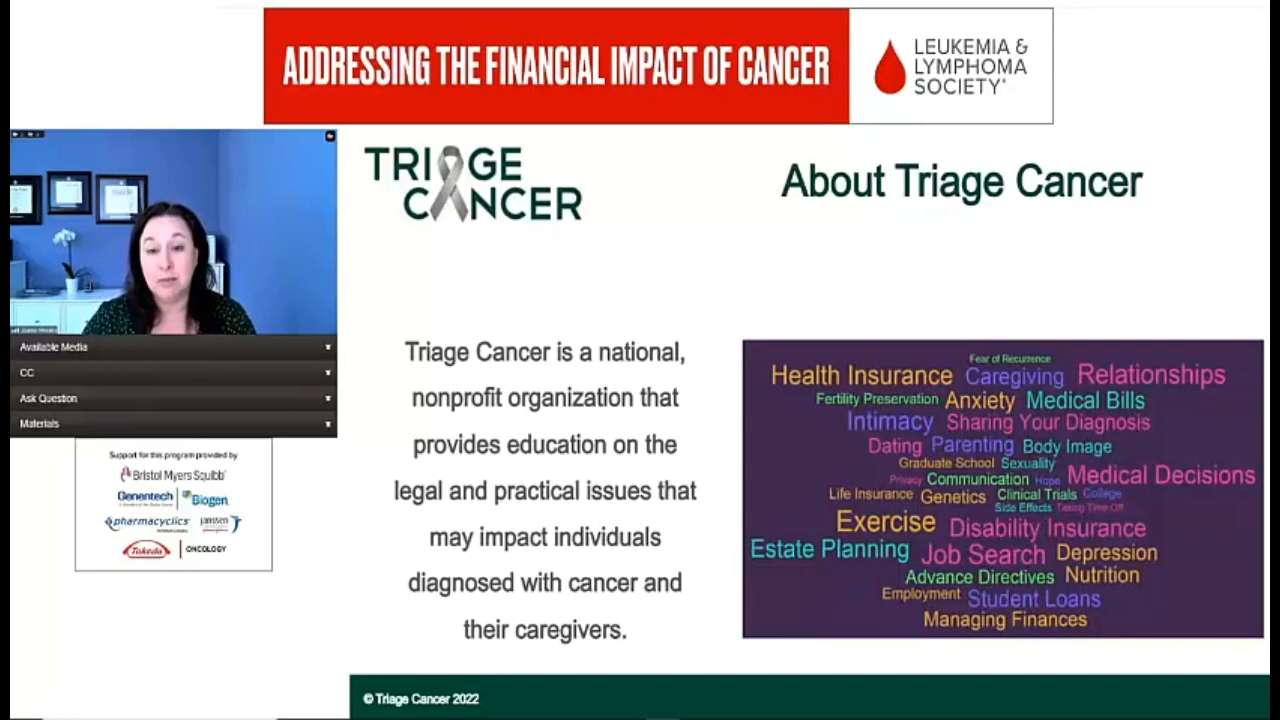 ADDRESSING THE FINANCIAL IMPACT OF CANCER
LEUKEMIA &
LYMPHOMA
SOCIETY®
TRIAGE
CANCER
About Triage Cancer
Available Media
CC
Ask Question
Materials
Support for this program provided by
Bristol Myers Squibb™
Genentech
Biogen
pharmacyclics
janssen
Takeda
ONCOLOGY
Triage Cancer is a national,
nonprofit organization that
provides education on the
legal and practical issues that
may impact individuals
diagnosed with cancer and
their caregivers.
Fear of Recurrence
Health Insurance Caregiving Relationships
Fertility Preservation Anxiety Medical Bills
Intimacy Sharing Your Diagnosis
Dating Parenting Body Image
Graduate School Sexuality
Privacy Communication Hope Medical Decisions
Life Insurance Genetics Clinical Trials College
Side Effects Taking Time Off
Exercise Disability Insurance
Estate Planning Job Search Depression
Advance Directives Nutrition
Employment Student Loans
Managing Finances
© Triage Cancer 2022